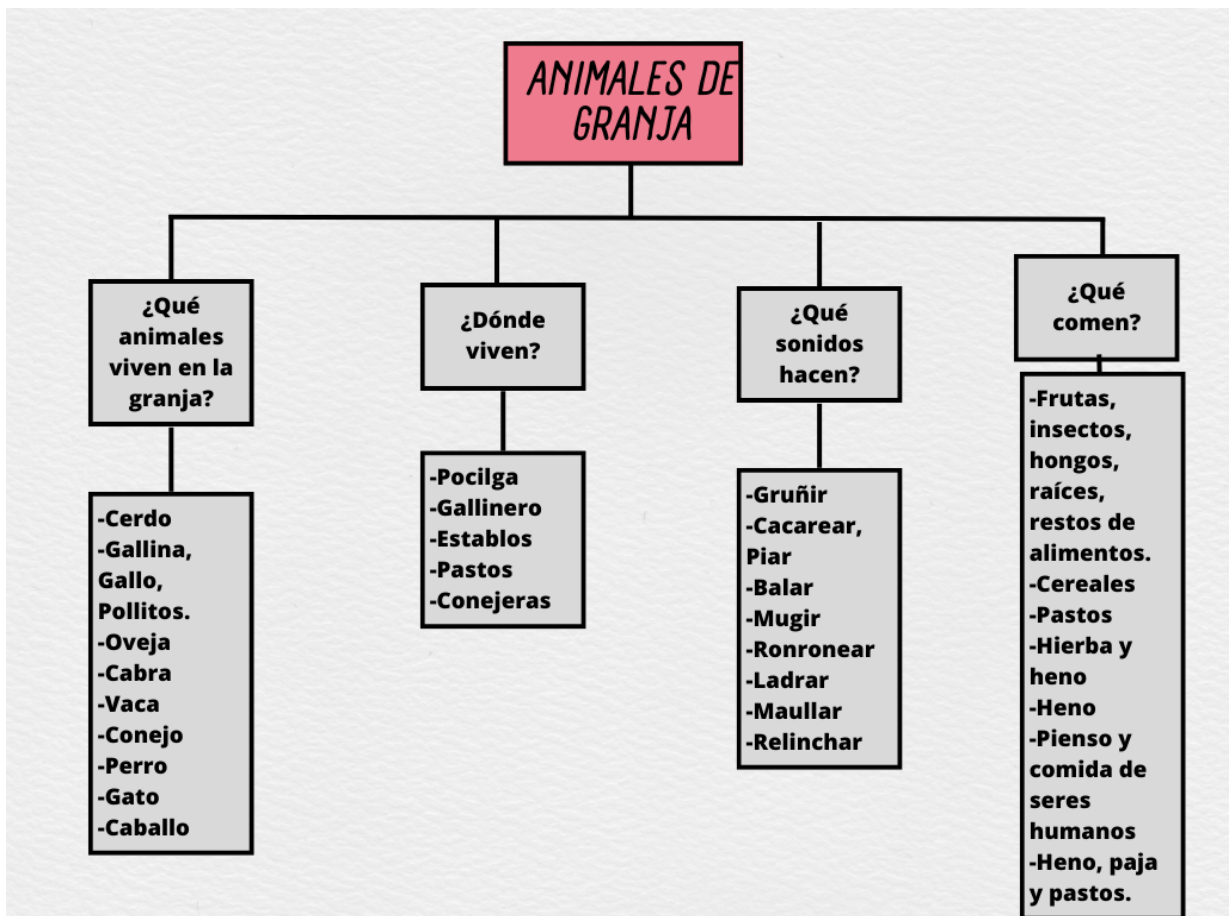 ANIMALES DE
GRANJA
¿Qué
animales
viven en la
granja?
-Cerdo
-Gallina,
Gallo,
Pollitos.
-Oveja
-Cabra
-Vaca
-Conejo
-Perro
-Gato
-Caballo
¿Dónde
viven?
-Pocilga
-Gallinero
-Establos
-Pastos
-Conejeras
¿Qué
sonidos
hacen?
-Gruñir
-Cacarear,
Piar
-Balar
-Mugir
-Ronronear
-Ladrar
-Maullar
-Relinchar
¿Qué
comen?
-Frutas,
insectos,
hongos,
raíces,
restos de
alimentos.
-Cereales
-Pastos
-Hierba y
heno
-Heno
-Pienso y
comida de
seres
humanos
-Heno, paja
y pastos.